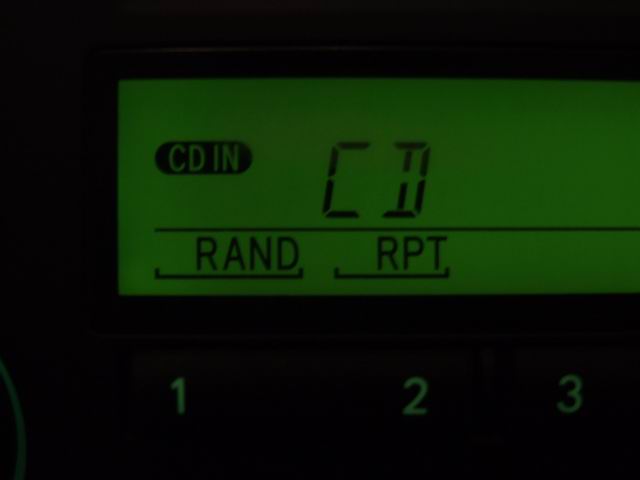 CD IN CD
RAND RPT
1 2 3